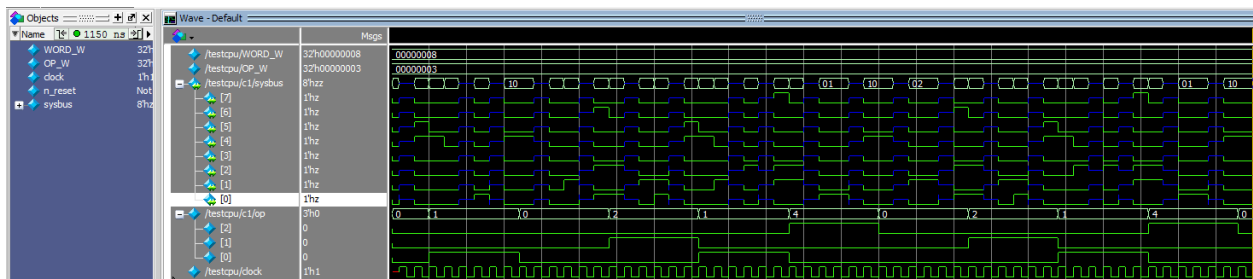 Objects
Name 1150 ns
WORD_W 32'h
OP_W 32'h
clock 1'h1
n_reset Not
sysbus 8'hz
Wave - Default
Msgs
/testcpu/WORD_W 32'h00000008 00000008
/testcpu/OP_W 32'h00000003 00000003
/testcpu/c1/sysbus 8'hzz 10 01 10 02 01 10
[7] 1'hz
[6] 1'hz
[5] 1'hz
[4] 1'hz
[3] 1'hz
[2] 1'hz
[1] 1'hz
[0] 1'hz
/testcpu/c1/op 3'h0 0 1 0 2 1 4 0 2 1 4 0
[2] 0
[1] 0
[0] 0
/testcpu/clock 1'h1